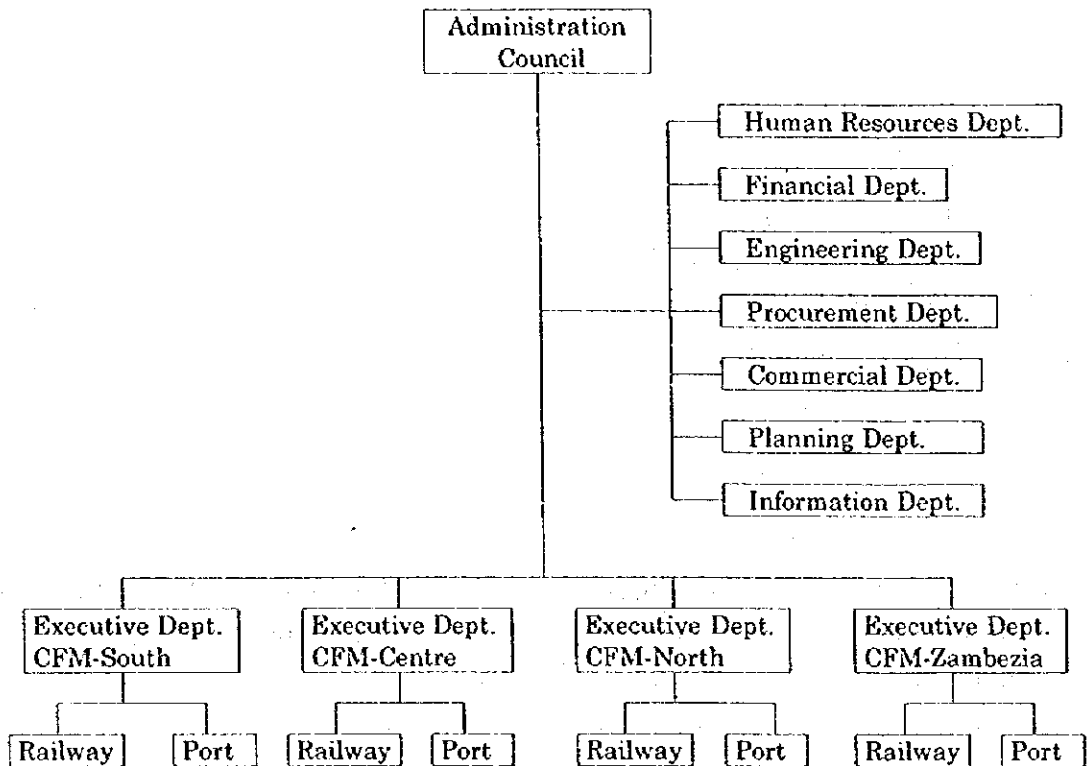 Administration
Council
Human Resources Dept.
Financial Dept.
Engineering Dept.
Procurement Dept.
Commercial Dept.
Planning Dept.
Information Dept.
Executive Dept.
CFM-South
Executive Dept.
CFM-Centre
Executive Dept.
CFM-North
Executive Dept.
CFM-Zambezia
Railway
Port
Railway
Port
Railway
Port
Railway
Port